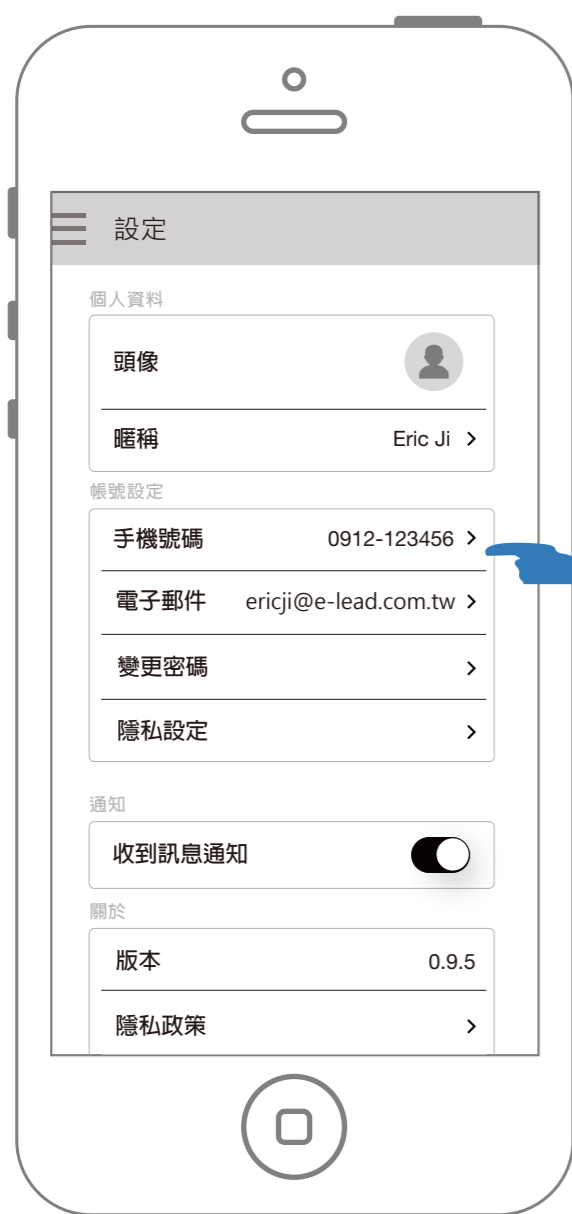 設定
個人資料
頭像
暱稱 Eric Ji
帳號設定
手機號碼 0912-123456
電子郵件 ericji@e-lead.com.tw
變更密碼
隱私設定
通知
收到訊息通知
關於
版本 0.9.5
隱私政策